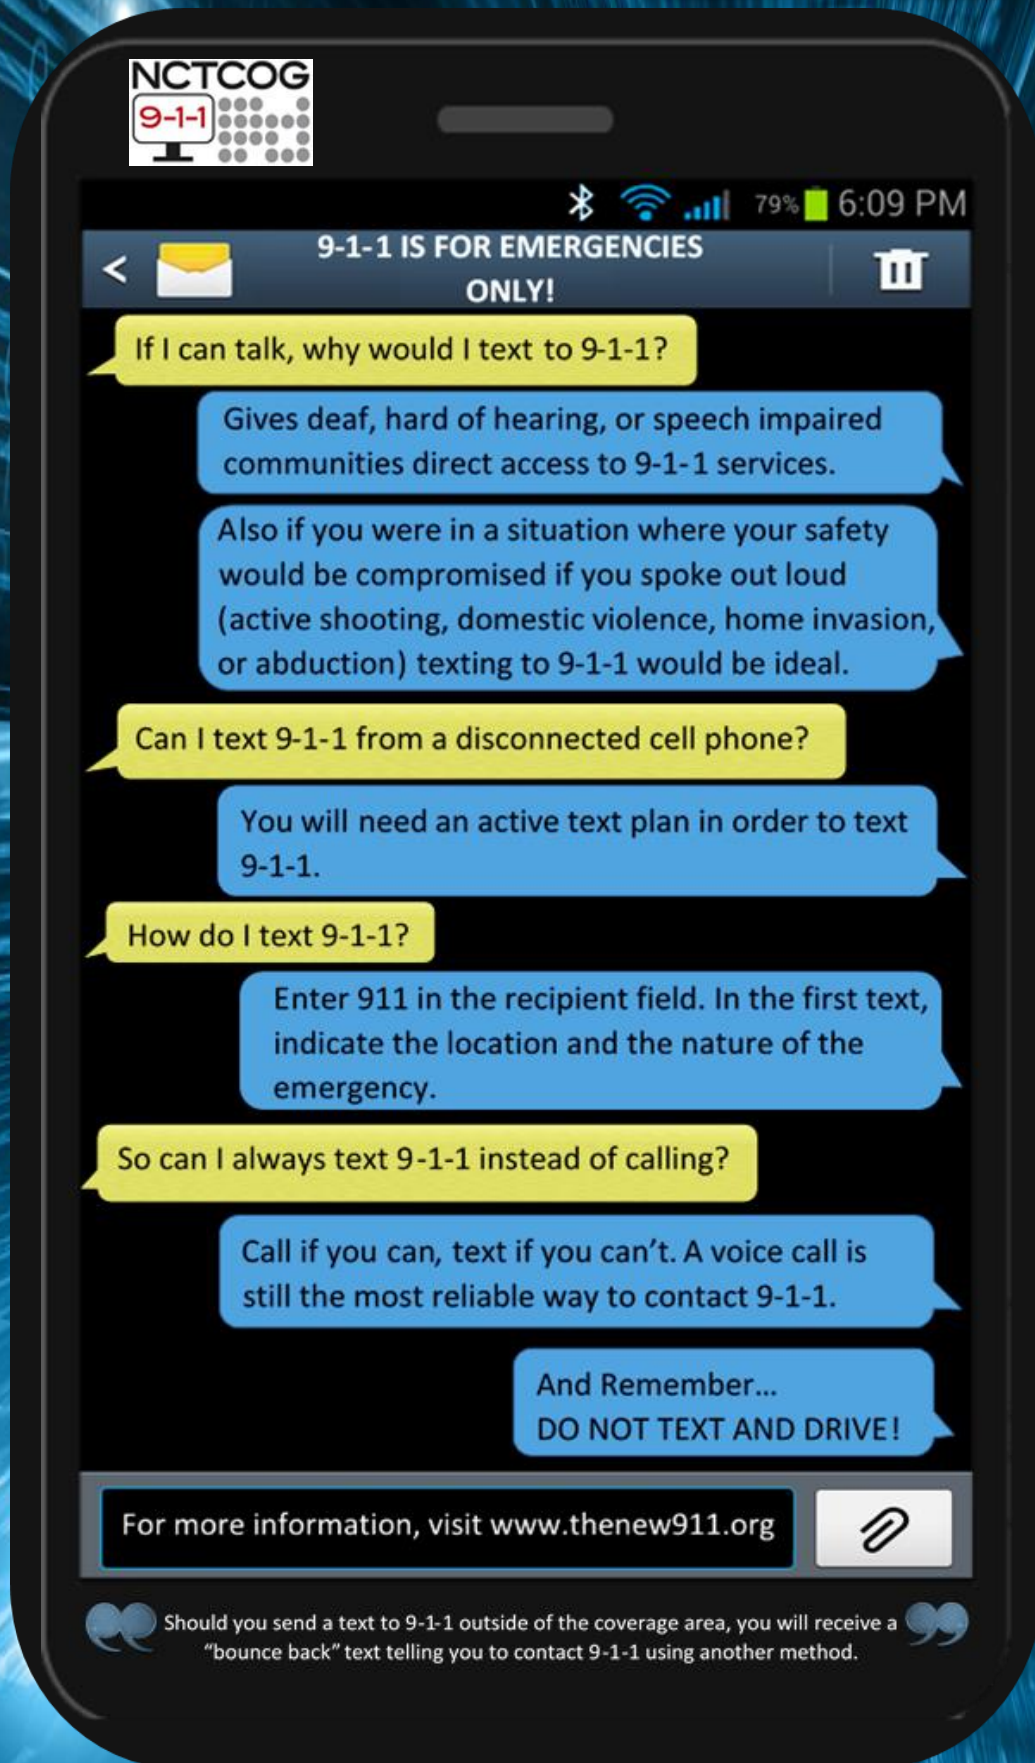 NCTCOG
9-1-1
79% 6:09 PM
9-1-1 IS FOR EMERGENCIES
ONLY!
If I can talk, why would I text to 9-1-1?
Gives deaf, hard of hearing, or speech impaired
communities direct access to 9-1-1 services.
Also if you were in a situation where your safety
would be compromised if you spoke out loud
(active shooting, domestic violence, home invasion,
or abduction) texting to 9-1-1 would be ideal.
Can I text 9-1-1 from a disconnected cell phone?
You will need an active text plan in order to text
9-1-1.
How do I text 9-1-1?
Enter 911 in the recipient field. In the first text,
indicate the location and the nature of the
emergency.
So can I always text 9-1-1 instead of calling?
Call if you can, text if you can’t. A voice call is
still the most reliable way to contact 9-1-1.
And Remember...
DO NOT TEXT AND DRIVE!
For more information, visit www.thenew911.org
Should you send a text to 9-1-1 outside of the coverage area, you will receive a
“bounce back” text telling you to contact 9-1-1 using another method.